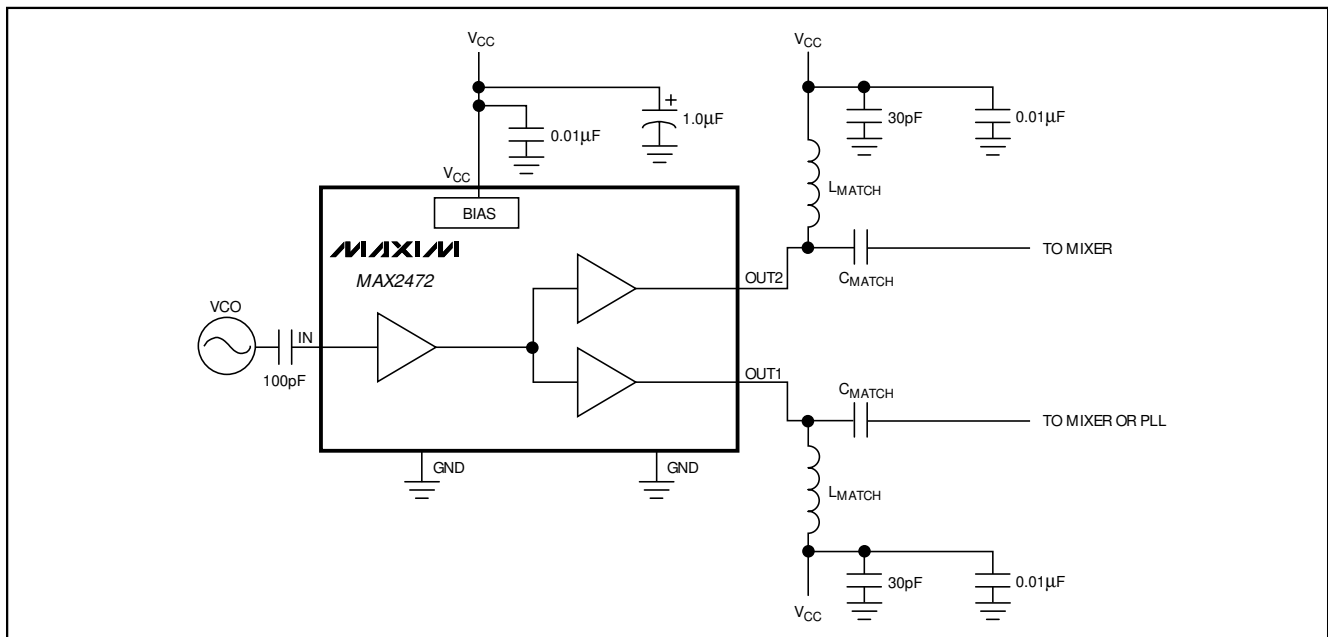 VCC
VCC
30pF
0.01µF
+
1.0µF
0.01µF
VCC
LMATCH
BIAS
MAXIM
MAX2472
OUT2
TO MIXER
CMATCH
VCO
IN
100pF
OUT1
CMATCH
TO MIXER OR PLL
GND
GND
LMATCH
30pF
0.01µF
VCC